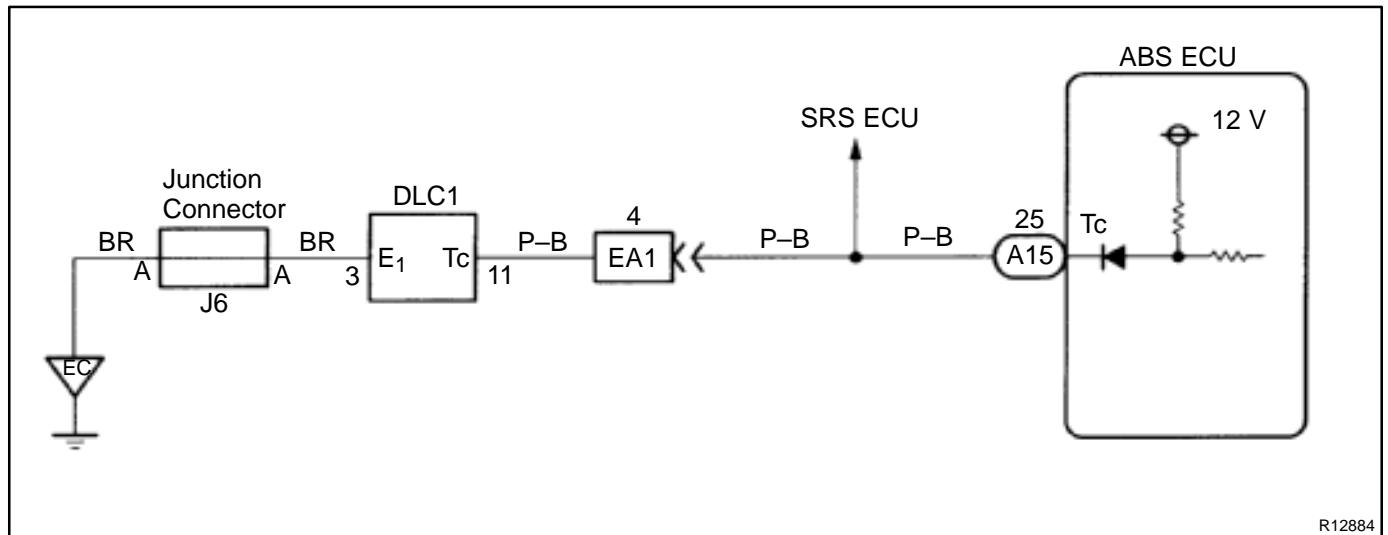 ABS ECU
12 V
SRS ECU
Junction
Connector
DLC1
4
25
BR
BR
P–B
P–B
P–B
Tc
A
A
3
E1
Tc
11
EA1
A15
J6
EC
R12884